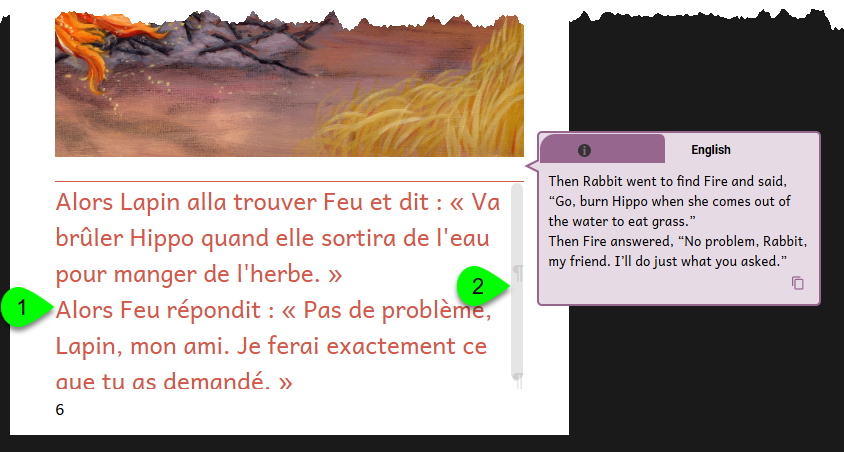 Alors Lapin alla trouver Feu et dit : « Va
brûler Hippo quand elle sortira de l'eau
pour manger de l'herbe. »
¶
Alors Feu répondit : « Pas de problème,
Lapin, mon ami. Je ferai exactement ce
que tu as demandé. »
¶
6
1
2
English
Then Rabbit went to find Fire and said,
“Go, burn Hippo when she comes out of
the water to eat grass.”
Then Fire answered, “No problem, Rabbit,
my friend. I’ll do just what you asked.”